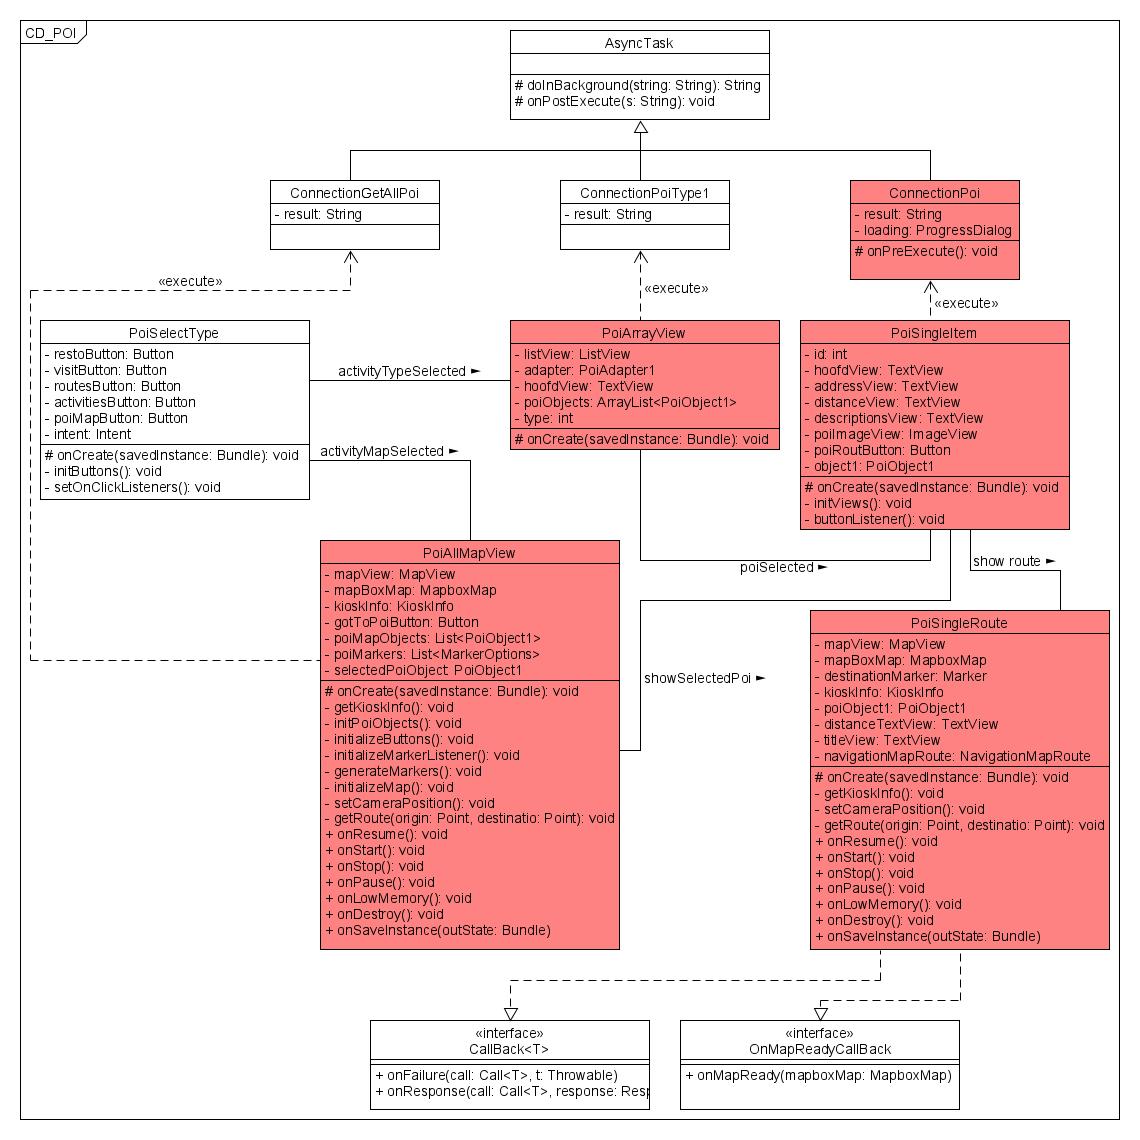 CD_POI
AsyncTask
# doInBackground(string: String): String
# onPostExecute(s: String): void
ConnectionGetAllPoi
- result: String
ConnectionPoiType1
- result: String
ConnectionPoi
- result: String
- loading: ProgressDialog
# onPreExecute(): void
«execute»
«execute»
«execute»
PoiSelectType
- restoButton: Button
- visitButton: Button
- routesButton: Button
- activitiesButton: Button
- poiMapButton: Button
- intent: Intent
# onCreate(savedInstance: Bundle): void
- initButtons(): void
- setOnClickListeners(): void
activityTypeSelected ►
activityMapSelected ►
PoiArrayView
- listView: ListView
- adapter: PoiAdapter1
- hoofdView: TextView
- poiObjects: ArrayList<PoiObject1>
- type: int
# onCreate(savedInstance: Bundle): void
PoiSingleItem
- id: int
- hoofdView: TextView
- addressView: TextView
- distanceView: TextView
- descriptionsView: TextView
- poiImageView: ImageView
- poiRoutButton: Button
- object1: PoiObject1
# onCreate(savedInstance: Bundle): void
- initViews(): void
- buttonListener(): void
poiSelected ►
show route ►
showSelectedPoi ►
PoiAllMapView
- mapView: MapView
- mapBoxMap: MapboxMap
- kioskInfo: KioskInfo
- gotToPoiButton: Button
- poiMapObjects: List<PoiObject1>
- poiMarkers: List<MarkerOptions>
- selectedPoiObject: PoiObject1
# onCreate(savedInstance: Bundle): void
- getKioskInfo(): void
- initPoiObjects(): void
- initializeButtons(): void
- initializeMarkerListener(): void
- generateMarkers(): void
- initializeMap(): void
- setCameraPosition(): void
- getRoute(origin: Point, destinatio: Point): void
+ onResume(): void
+ onStart(): void
+ onStop(): void
+ onPause(): void
+ onLowMemory(): void
+ onDestroy(): void
+ onSaveInstance(outState: Bundle)
PoiSingleRoute
- mapView: MapView
- mapBoxMap: MapboxMap
- destinationMarker: Marker
- kioskInfo: KioskInfo
- poiObject1: PoiObject1
- distanceTextView: TextView
- titleView: TextView
- navigationMapRoute: NavigationMapRoute
# onCreate(savedInstance: Bundle): void
- getKioskInfo(): void
- setCameraPosition(): void
- getRoute(origin: Point, destinatio: Point): void
+ onResume(): void
+ onStart(): void
+ onStop(): void
+ onPause(): void
+ onLowMemory(): void
+ onDestroy(): void
+ onSaveInstance(outState: Bundle)
«interface»
CallBack<T>
+ onFailure(call: Call<T>, t: Throwable)
+ onResponse(call: Call<T>, response: Resp
«interface»
OnMapReadyCallBack
+ onMapReady(mapboxMap: MapboxMap)